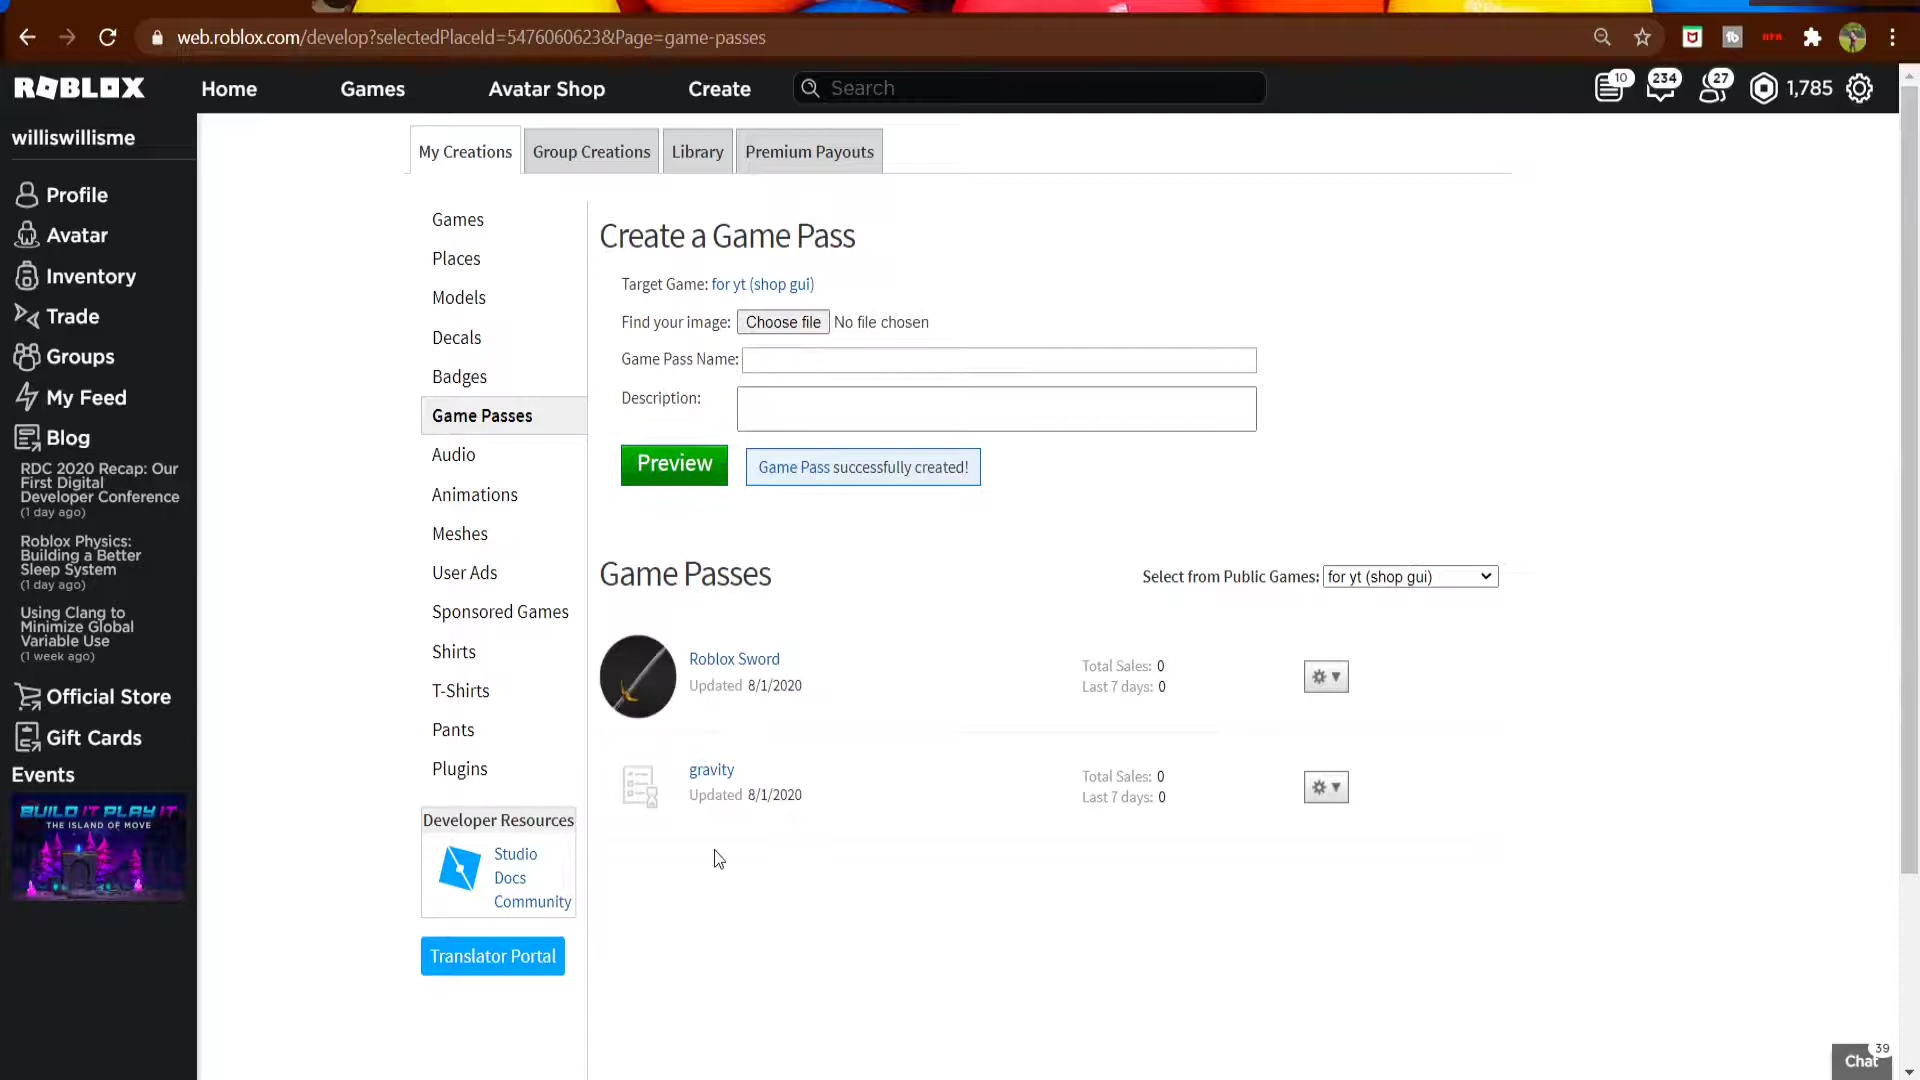 web.roblox.com/develop?selectedPlaceId=5476060623&Page=game-passes
ROBLOX
Home
Games
Avatar Shop
Create
Search
10
234
27
1,785
williswillisme
Profile
Avatar
Inventory
Trade
Groups
My Feed
Blog
RDC 2020 Recap: Our
First Digital
Developer Conference
(1 day ago)
Roblox Physics:
Building a Better
Sleep System
(1 day ago)
Using Clang to
Minimize Global
Variable Use
(1 week ago)
Official Store
Gift Cards
Events
BUILD IT PLAY IT
THE ISLAND OF MOVE
My Creations
Group Creations
Library
Premium Payouts
Games
Places
Models
Decals
Badges
Game Passes
Audio
Animations
Meshes
User Ads
Sponsored Games
Shirts
T-Shirts
Pants
Plugins
Developer Resources
Studio
Docs
Community
Translator Portal
Create a Game Pass
Target Game: for yt (shop gui)
Find your image: Choose file No file chosen
Game Pass Name:
Description:
Preview
Game Pass successfully created!
Game Passes
Select from Public Games: for yt (shop gui)
Roblox Sword
Updated 8/1/2020
Total Sales: 0
Last 7 days: 0
gravity
Updated 8/1/2020
Total Sales: 0
Last 7 days: 0
Chat
39